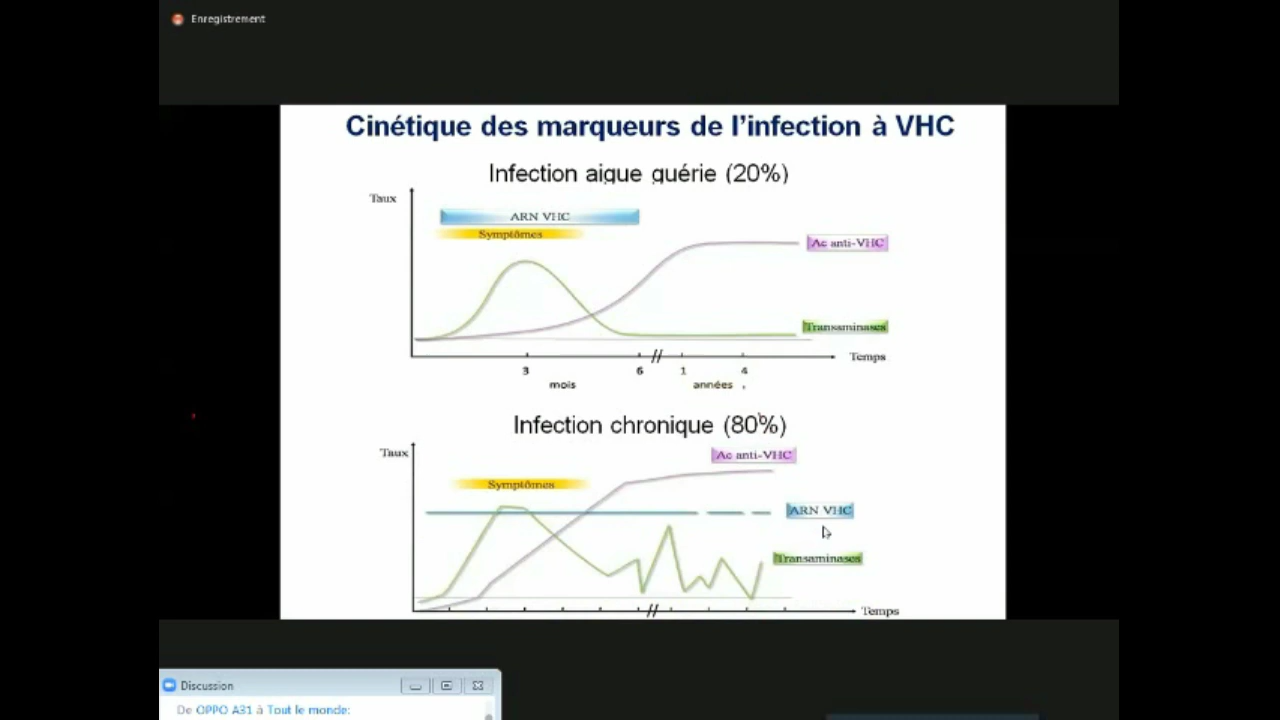 Enregistrement
Cinétique des marqueurs de l'infection à VHC
Infection aigue guérie (20%)
Taux
ARN VHC
Symptômes
Ac anti-VHC
Transaminases
Temps
3 6 1 4
mois années
Infection chronique (80%)
Taux
Ac anti-VHC
Symptômes
ARN VHC
Transaminases
Temps
Discussion
De OPPO A31 à Tout le monde: